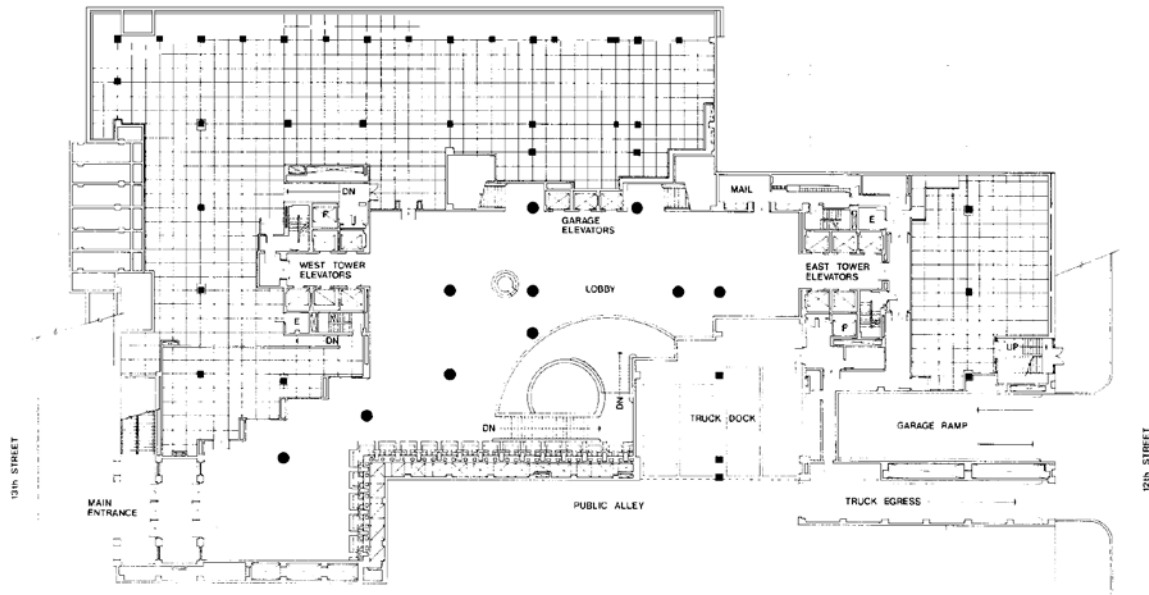 DN
MAIL
F
GARAGE
ELEVATORS
E
WEST TOWER
ELEVATORS
EAST TOWER
ELEVATORS
LOBBY
E
F
DN
UP
DN
TRUCK DOCK
GARAGE RAMP
DN
13th STREET
12th STREET
MAIN
ENTRANCE
PUBLIC ALLEY
TRUCK EGRESS